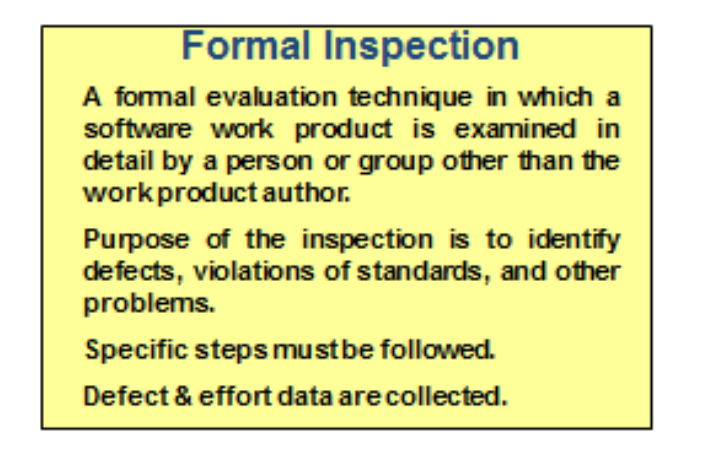 Formal Inspection
A formal evaluation technique in which a
software work product is examined in
detail by a person or group other than the
work product author.
Purpose of the inspection is to identify
defects, violations of standards, and other
problems.
Specific steps must be followed.
Defect & effort data are collected.